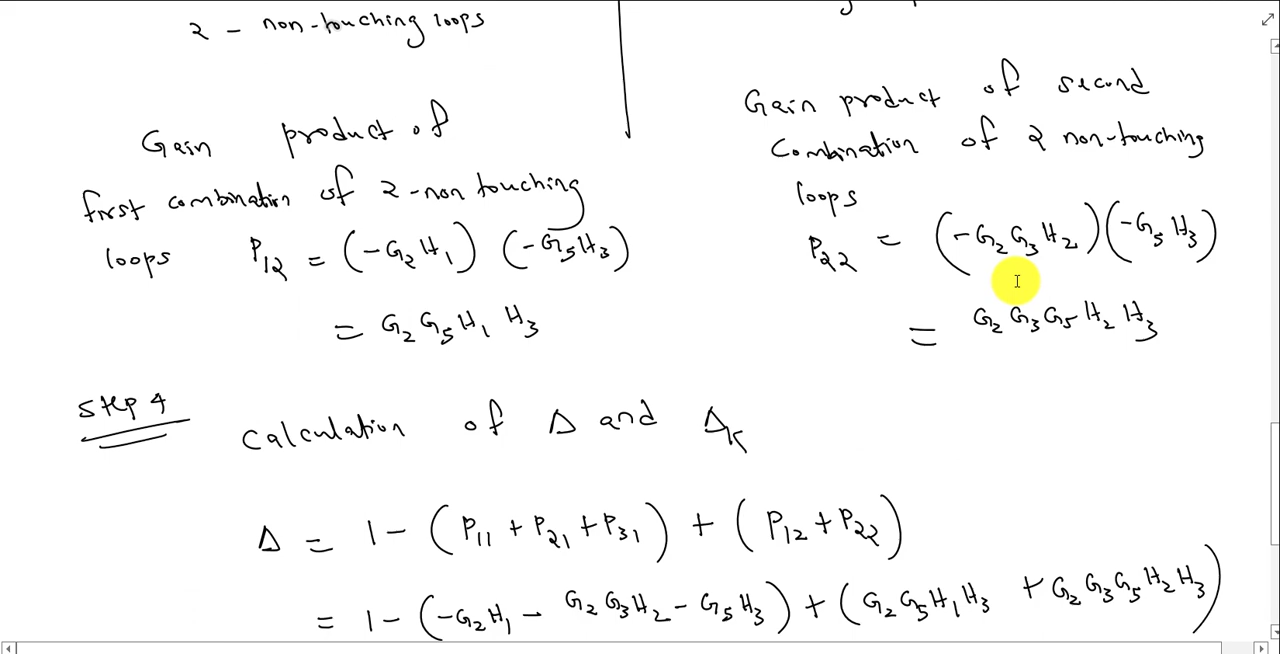 2 - non-touching loops
Gain product of
first combination of 2-non touching
loops P₁₂ = (-G₂H₁) (-G₅H₃)
= G₂G₅H₁ H₃
Gain product of second
Combination of 2 non-touching
loops
P₂₂ = (-G₂G₃H₂)(-G₅H₃)
= G₂G₃G₅H₂H₃
Step 4
Calculation of Δ and Δₖ
Δ = 1 - (P₁₁ + P₂₁ + P₃₁) + (P₁₂ + P₂₂)
= 1 - (-G₂H₁ - G₂G₃H₂ - G₅H₃) + (G₂G₅H₁H₃ + G₂G₃G₅H₂H₃)